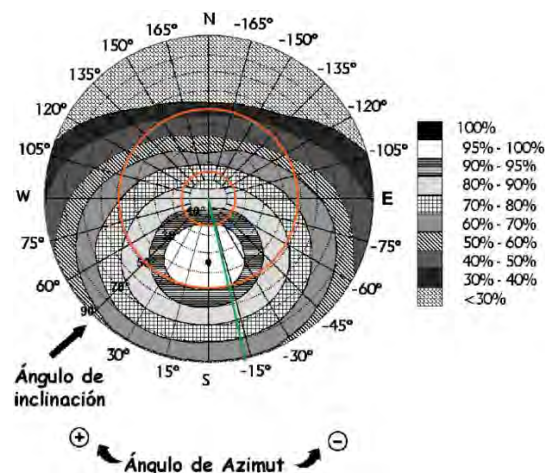 N
165° -165°
150° -150°
135° -135°
120° -120°
105° -105°
W E
75° -75°
60° -60°
45°
30° -30°
15° -15°
S
10°
70°
90°
100%
95% - 100%
90% - 95%
80% - 90%
70% - 80%
60% - 70%
50% - 60%
40% - 50%
30% - 40%
<30%
Ángulo de
inclinación
+ Ángulo de Azimut -